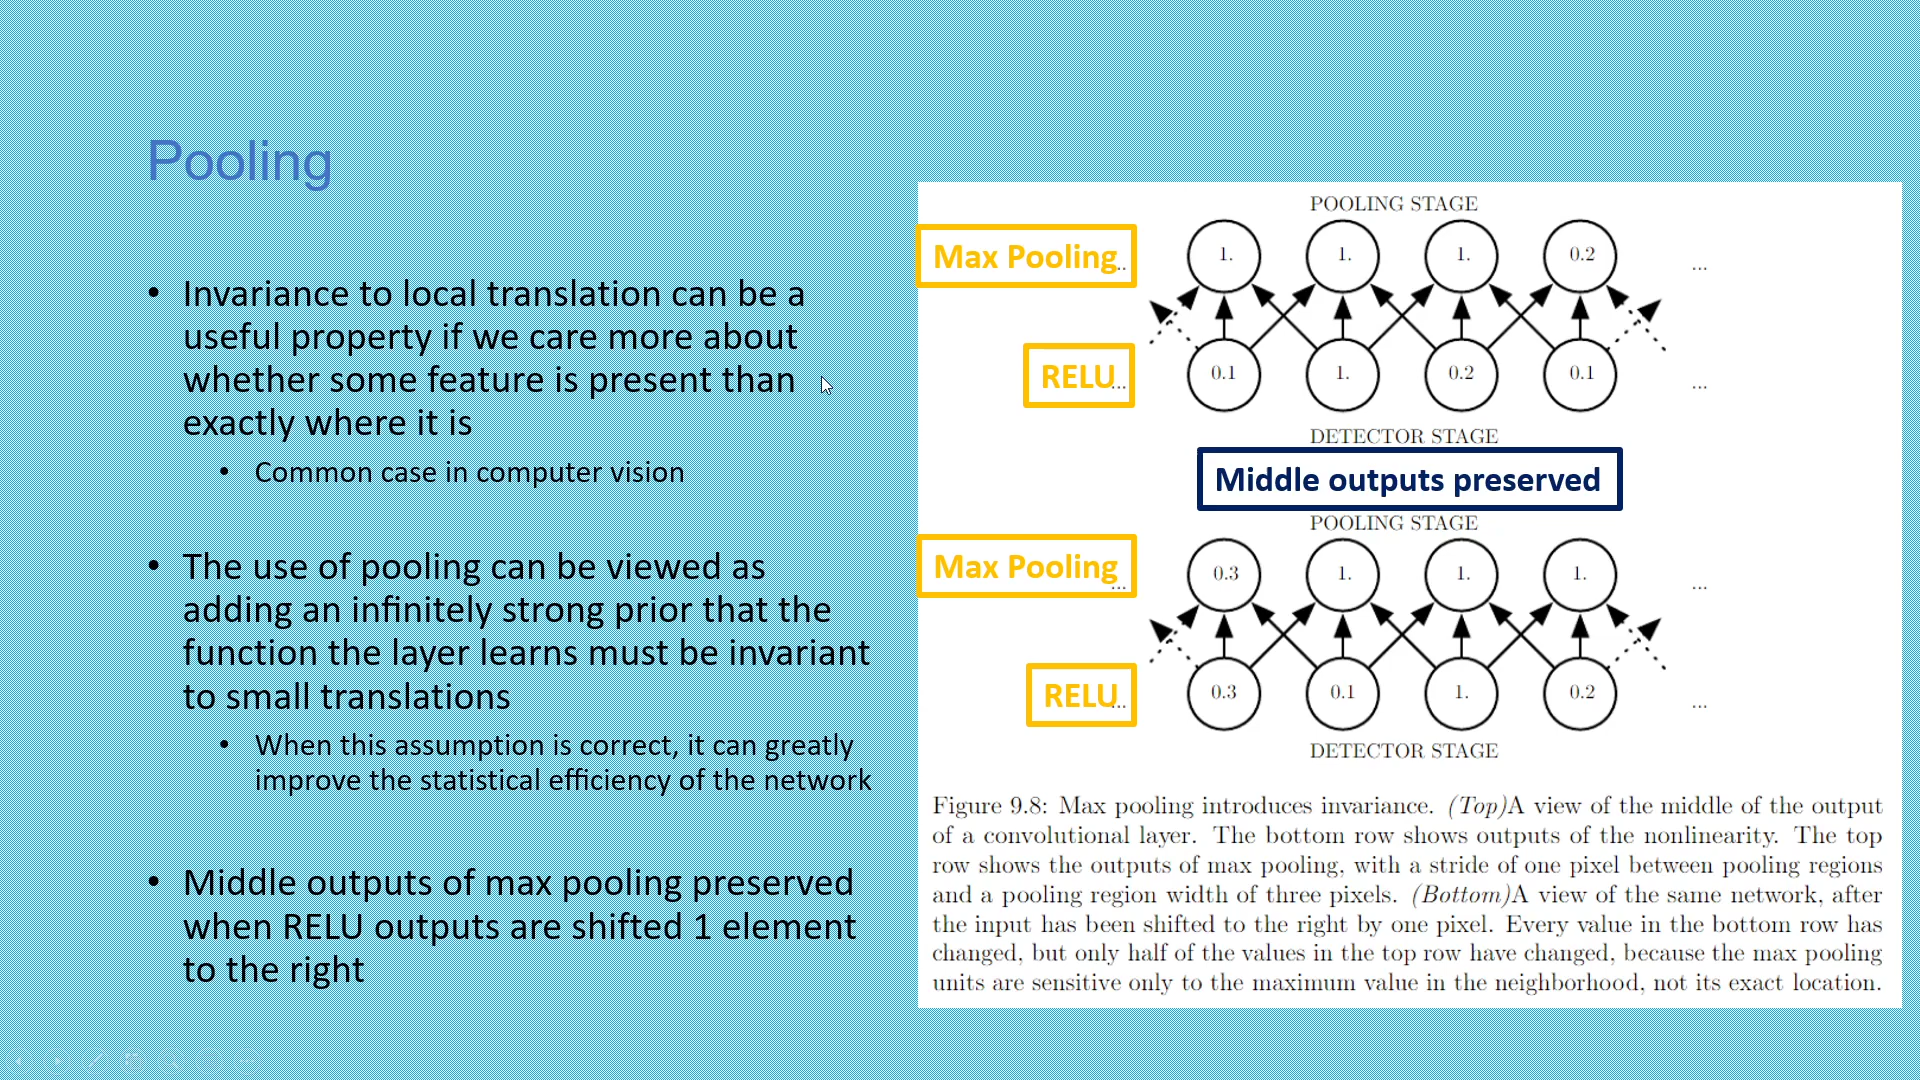 Pooling
• Invariance to local translation can be a
useful property if we care more about
whether some feature is present than
exactly where it is
• Common case in computer vision
• The use of pooling can be viewed as
adding an infinitely strong prior that the
function the layer learns must be invariant
to small translations
• When this assumption is correct, it can greatly
improve the statistical efficiency of the network
• Middle outputs of max pooling preserved
when RELU outputs are shifted 1 element
to the right
POOLING STAGE
Max Pooling... 1. 1. 1. 0.2 ...
RELU... 0.1 1. 0.2 0.1 ...
DETECTOR STAGE
Middle outputs preserved
POOLING STAGE
Max Pooling... 0.3 1. 1. 1. ...
RELU... 0.3 0.1 1. 0.2 ...
DETECTOR STAGE
Figure 9.8: Max pooling introduces invariance. (Top)A view of the middle of the output
of a convolutional layer. The bottom row shows outputs of the nonlinearity. The top
row shows the outputs of max pooling, with a stride of one pixel between pooling regions
and a pooling region width of three pixels. (Bottom)A view of the same network, after
the input has been shifted to the right by one pixel. Every value in the bottom row has
changed, but only half of the values in the top row have changed, because the max pooling
units are sensitive only to the maximum value in the neighborhood, not its exact location.